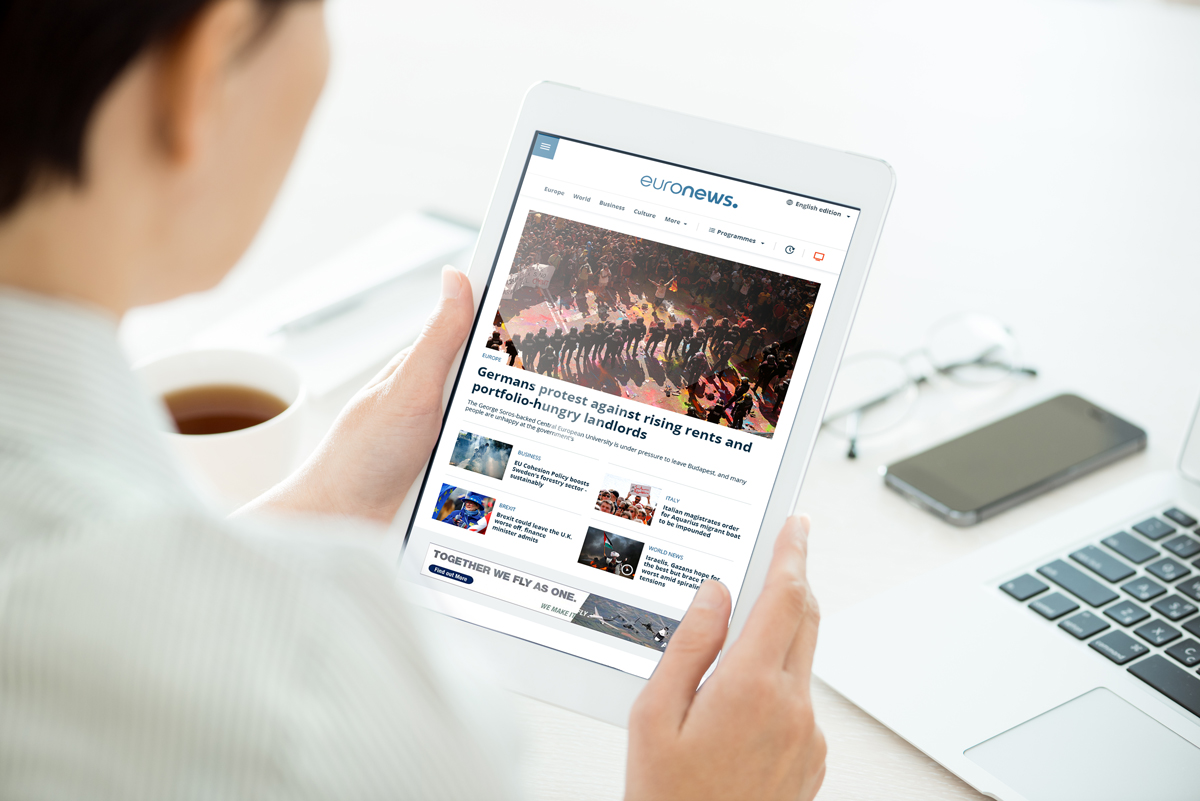 euronews.
English edition
Europe World Business Culture More Programmes
EUROPE
Germans protest against rising rents and
portfolio-hungry landlords
The George Soros-backed Central European University is under pressure to leave Budapest, and many
people are unhappy at the government's
BUSINESS
EU Cohesion Policy boosts
Sweden's forestry sector -
sustainably
ITALY
Italian magistrates order
for Aquarius migrant boat
to be impounded
BREXIT
Brexit could leave the U.K.
worse off, finance
minister admits
WORLD NEWS
Israelis, Gazans hope for
the best but brace for
worst amid spiralin
tensions
TOGETHER WE FLY AS ONE.
Find out More
WE MAKE IT FLY
command